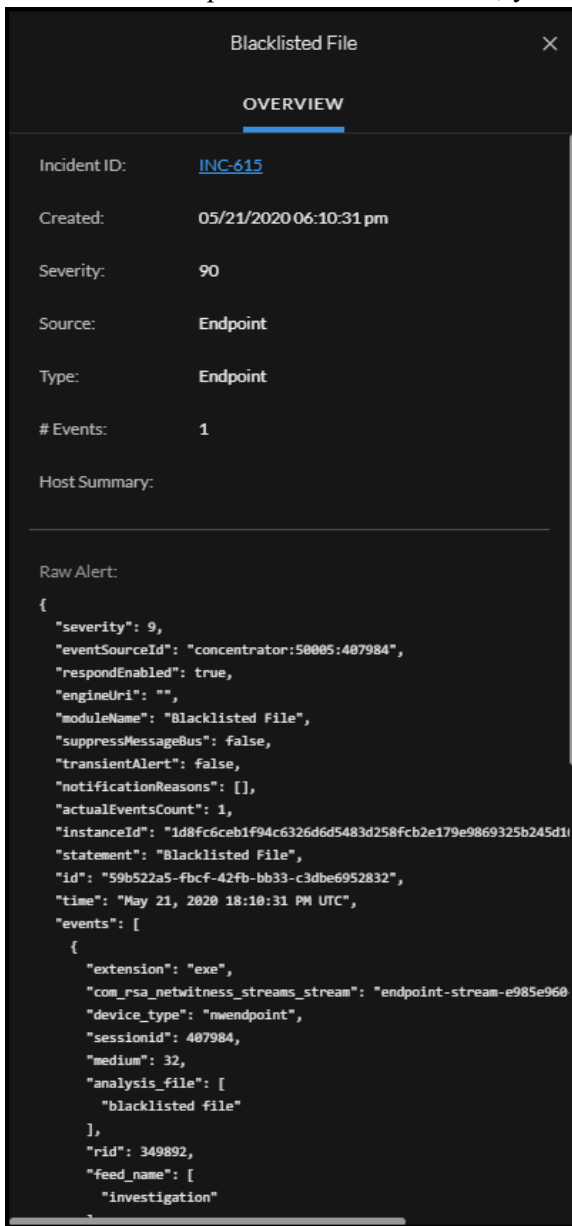 Blacklisted File
OVERVIEW
Incident ID: INC-615
Created: 05/21/2020 06:10:31 pm
Severity: 90
Source: Endpoint
Type: Endpoint
# Events: 1
Host Summary:
Raw Alert:
{
"severity": 9,
"eventSourceId": "concentrator:50005:407984",
"respondEnabled": true,
"engineUri": "",
"moduleName": "Blacklisted File",
"suppressMessageBus": false,
"transientAlert": false,
"notificationReasons": [],
"actualEventsCount": 1,
"instanceId": "1d8fc6ceb1f94c6326d6d5483d258fcb2e179e9869325b245d1
"statement": "Blacklisted File",
"id": "59b522a5-fbcf-42fb-bb33-c3dbe6952832",
"time": "May 21, 2020 18:10:31 PM UTC",
"events": [
{
"extension": "exe",
"com_rsa_netwitness_streams_stream": "endpoint-stream-e985e960-
"device_type": "nwendpoint",
"sessionid": 407984,
"medium": 32,
"analysis_file": [
"blacklisted file"
],
"rid": 349892,
"feed_name": [
"investigation"